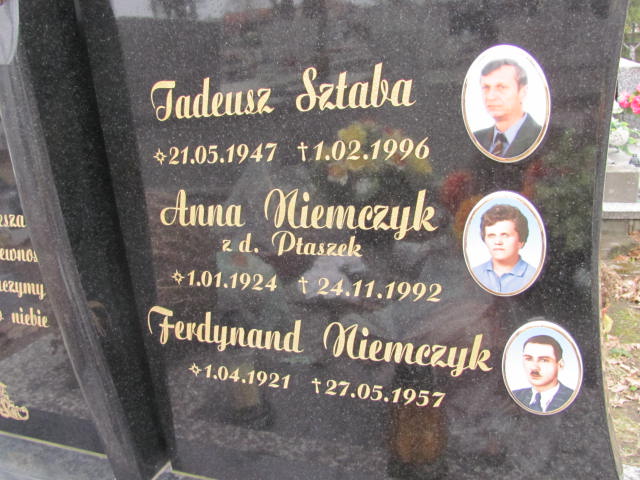 Tadeusz Sztaba
✲21.05.1947 †1.02.1996
Anna Niemczyk
z d. Ptaszek
✲1.01.1924 †24.11.1992
Ferdynand Niemczyk
✲1.04.1921 †27.05.1957
niebie